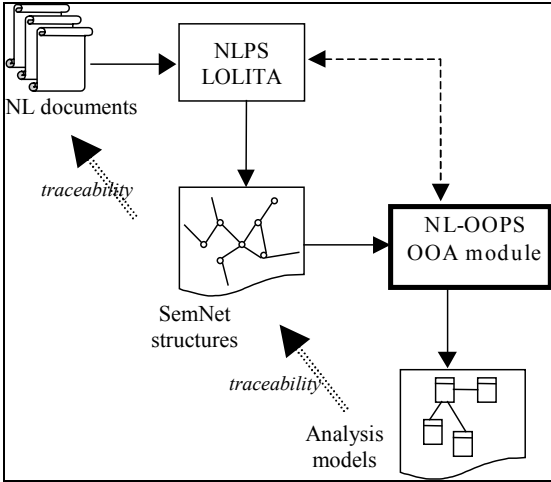 NLPS
LOLITA
NL documents
traceability
NL-OOPS
OOA module
SemNet
structures
traceability
Analysis
models